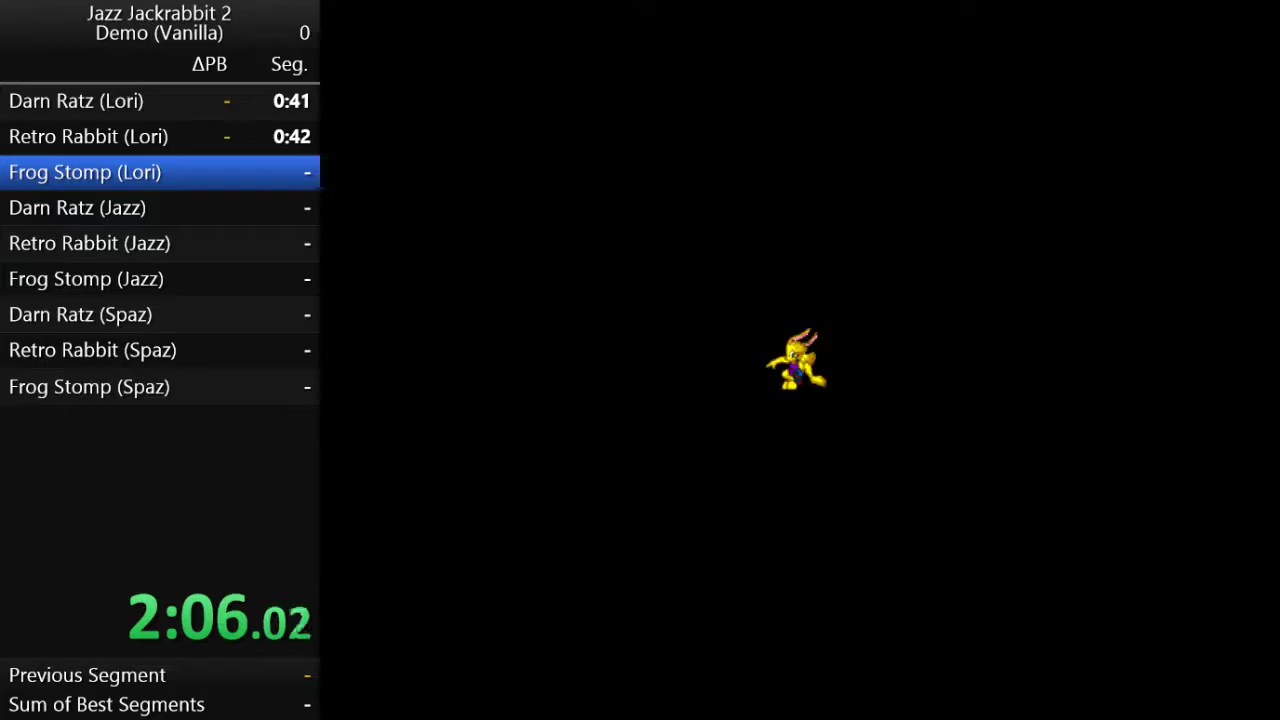 Jazz Jackrabbit 2
Demo (Vanilla) 0
ΔPB Seg.
Darn Ratz (Lori) - 0:41
Retro Rabbit (Lori) - 0:42
Frog Stomp (Lori) -
Darn Ratz (Jazz) -
Retro Rabbit (Jazz) -
Frog Stomp (Jazz) -
Darn Ratz (Spaz) -
Retro Rabbit (Spaz) -
Frog Stomp (Spaz) -
2:06.02
Previous Segment -
Sum of Best Segments -